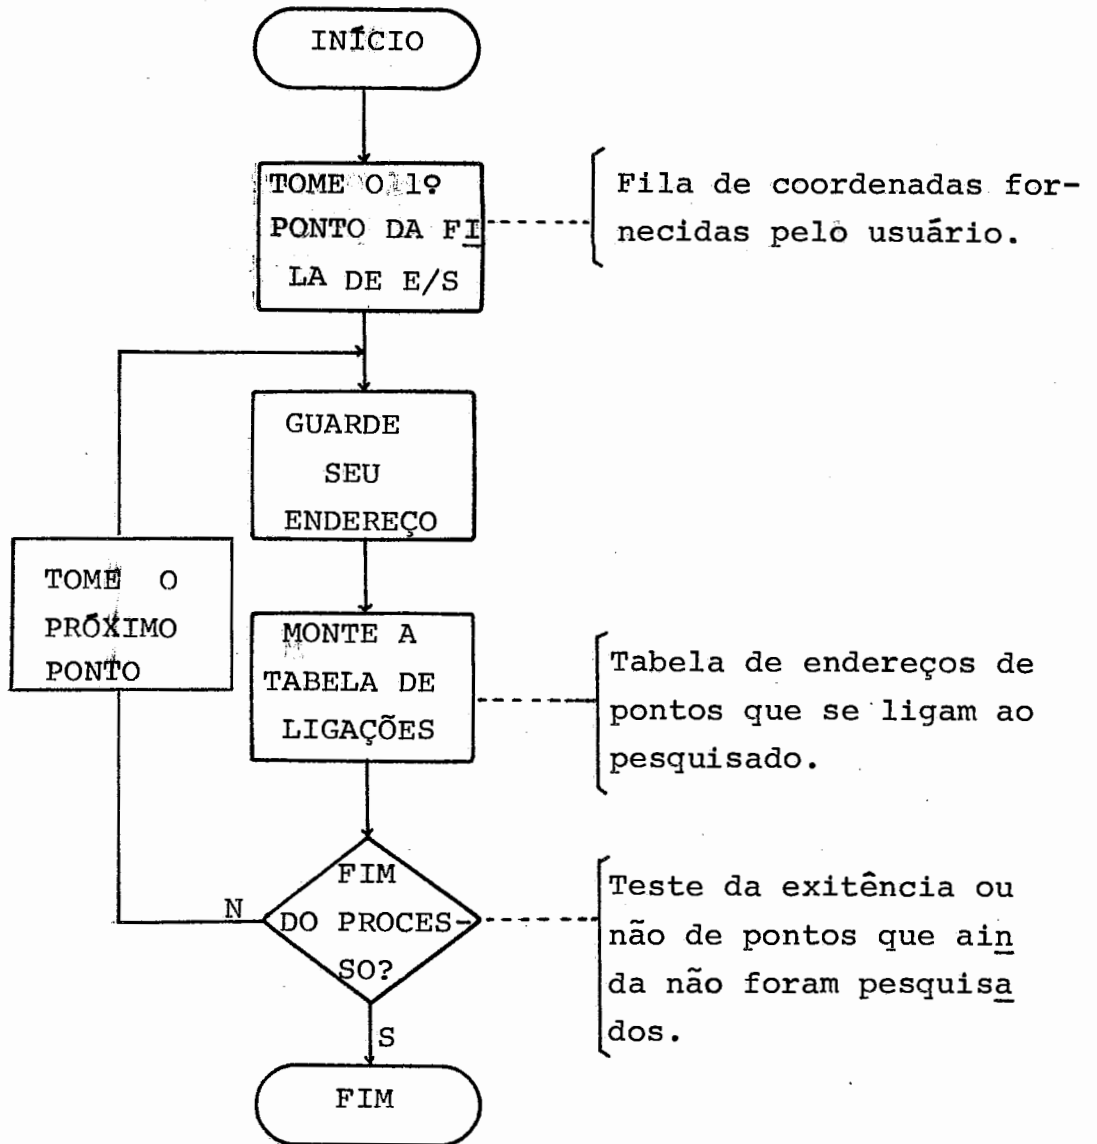 INÍCIO
TOME O 1º
PONTO DA FI
LA DE E/S
Fila de coordenadas for-
necidas pelo usuário.
GUARDE
SEU
ENDEREÇO
TOME O
PRÓXIMO
PONTO
MONTE A
TABELA DE
LIGAÇÕES
Tabela de endereços de
pontos que se ligam ao
pesquisado.
FIM
DO PROCES-
SO?
N
Teste da exitência ou
não de pontos que ain
da não foram pesquisa
dos.
S
FIM